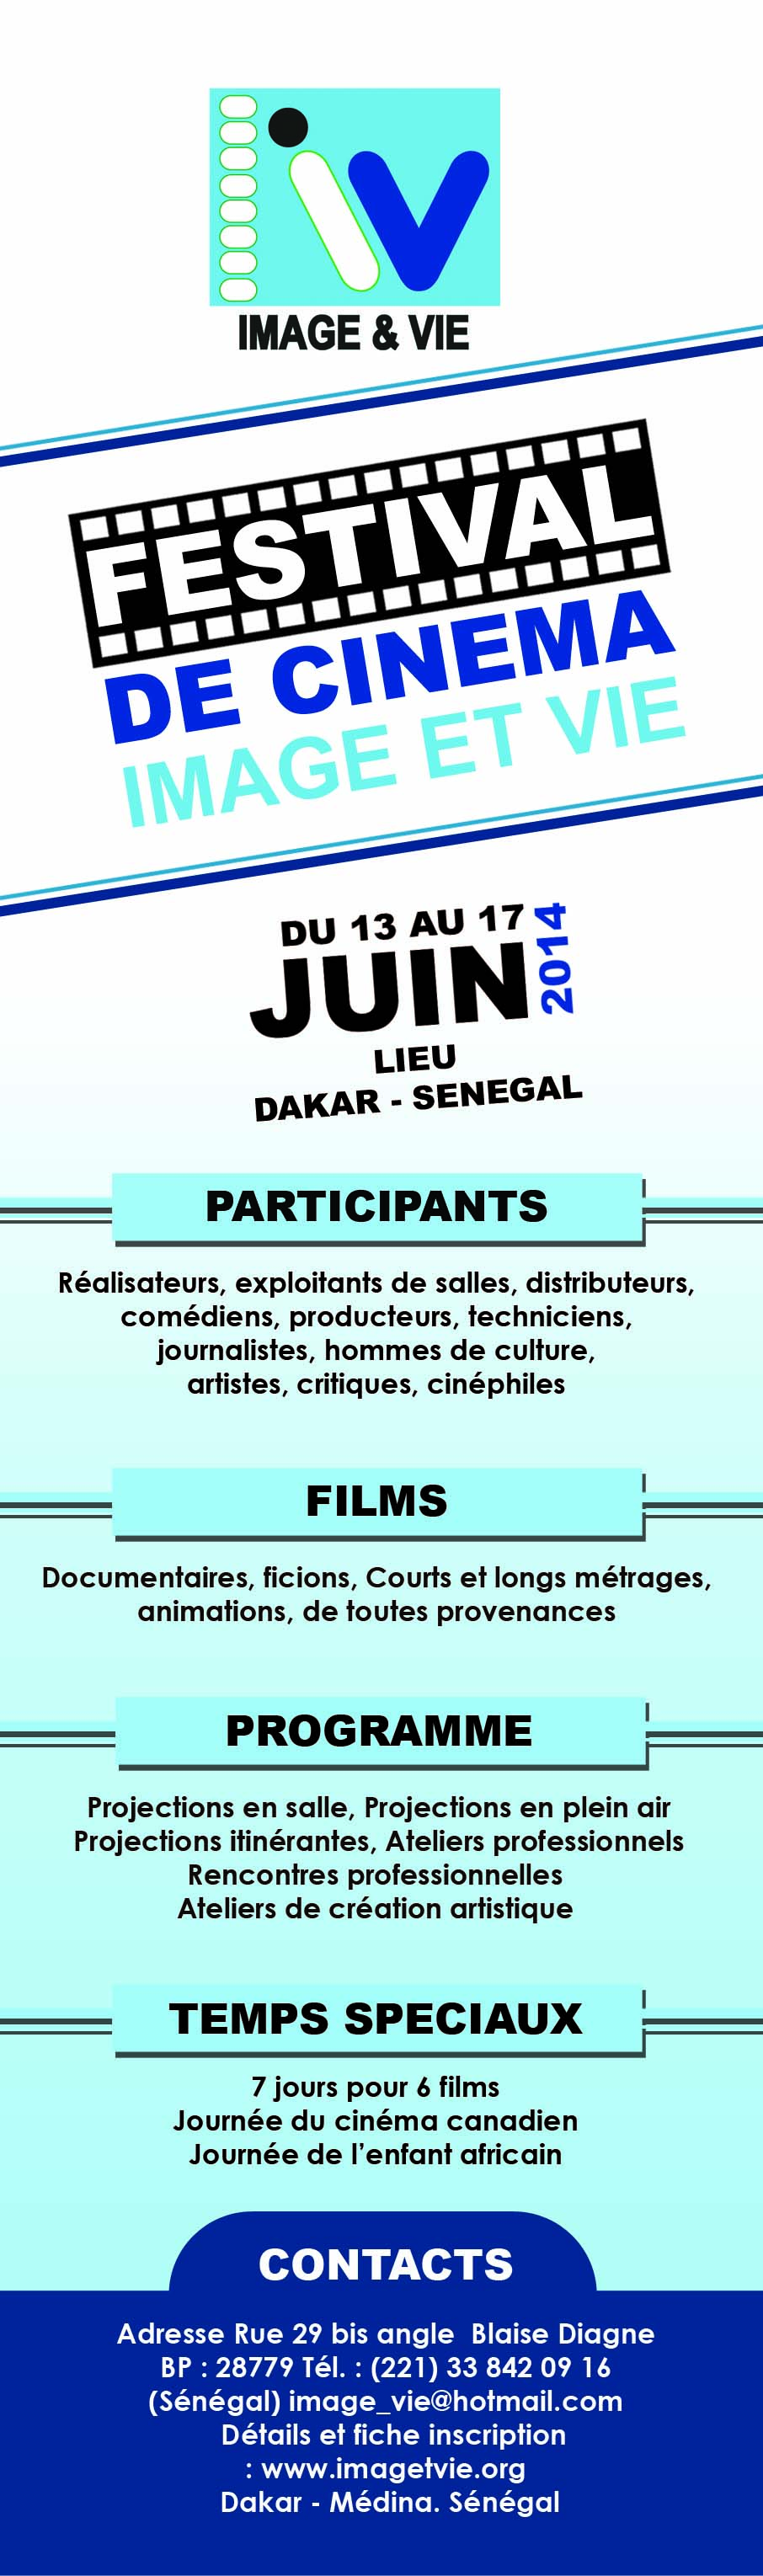 iv
IMAGE & VIE
FESTIVAL
DE CINEMA
IMAGE ET VIE
DU 13 AU 17
JUIN 2014
LIEU
DAKAR - SENEGAL
PARTICIPANTS
Réalisateurs, exploitants de salles, distributeurs,
comédiens, producteurs, techniciens,
journalistes, hommes de culture,
artistes, critiques, cinéphiles
FILMS
Documentaires, ficions, Courts et longs métrages,
animations, de toutes provenances
PROGRAMME
Projections en salle, Projections en plein air
Projections itinérantes, Ateliers professionnels
Rencontres professionnelles
Ateliers de création artistique
TEMPS SPECIAUX
7 jours pour 6 films
Journée du cinéma canadien
Journée de l'enfant africain
CONTACTS
Adresse Rue 29 bis angle  Blaise Diagne
BP : 28779 Tél. : (221) 33 842 09 16
(Sénégal) image_vie@hotmail.com
Détails et fiche inscription
: www.imagetvie.org
Dakar - Médina. Sénégal